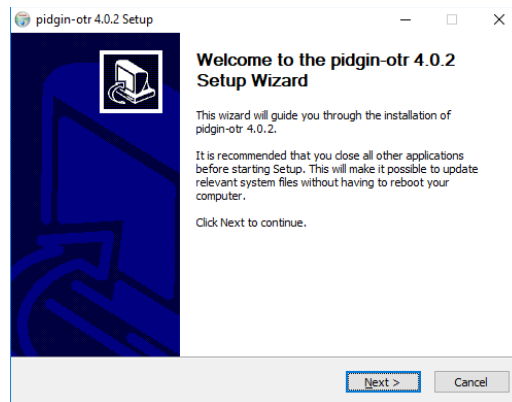 pidgin-otr 4.0.2 Setup
Welcome to the pidgin-otr 4.0.2
Setup Wizard
This wizard will guide you through the installation of
pidgin-otr 4.0.2.
It is recommended that you close all other applications
before starting Setup. This will make it possible to update
relevant system files without having to reboot your
computer.
Click Next to continue.
Next >
Cancel